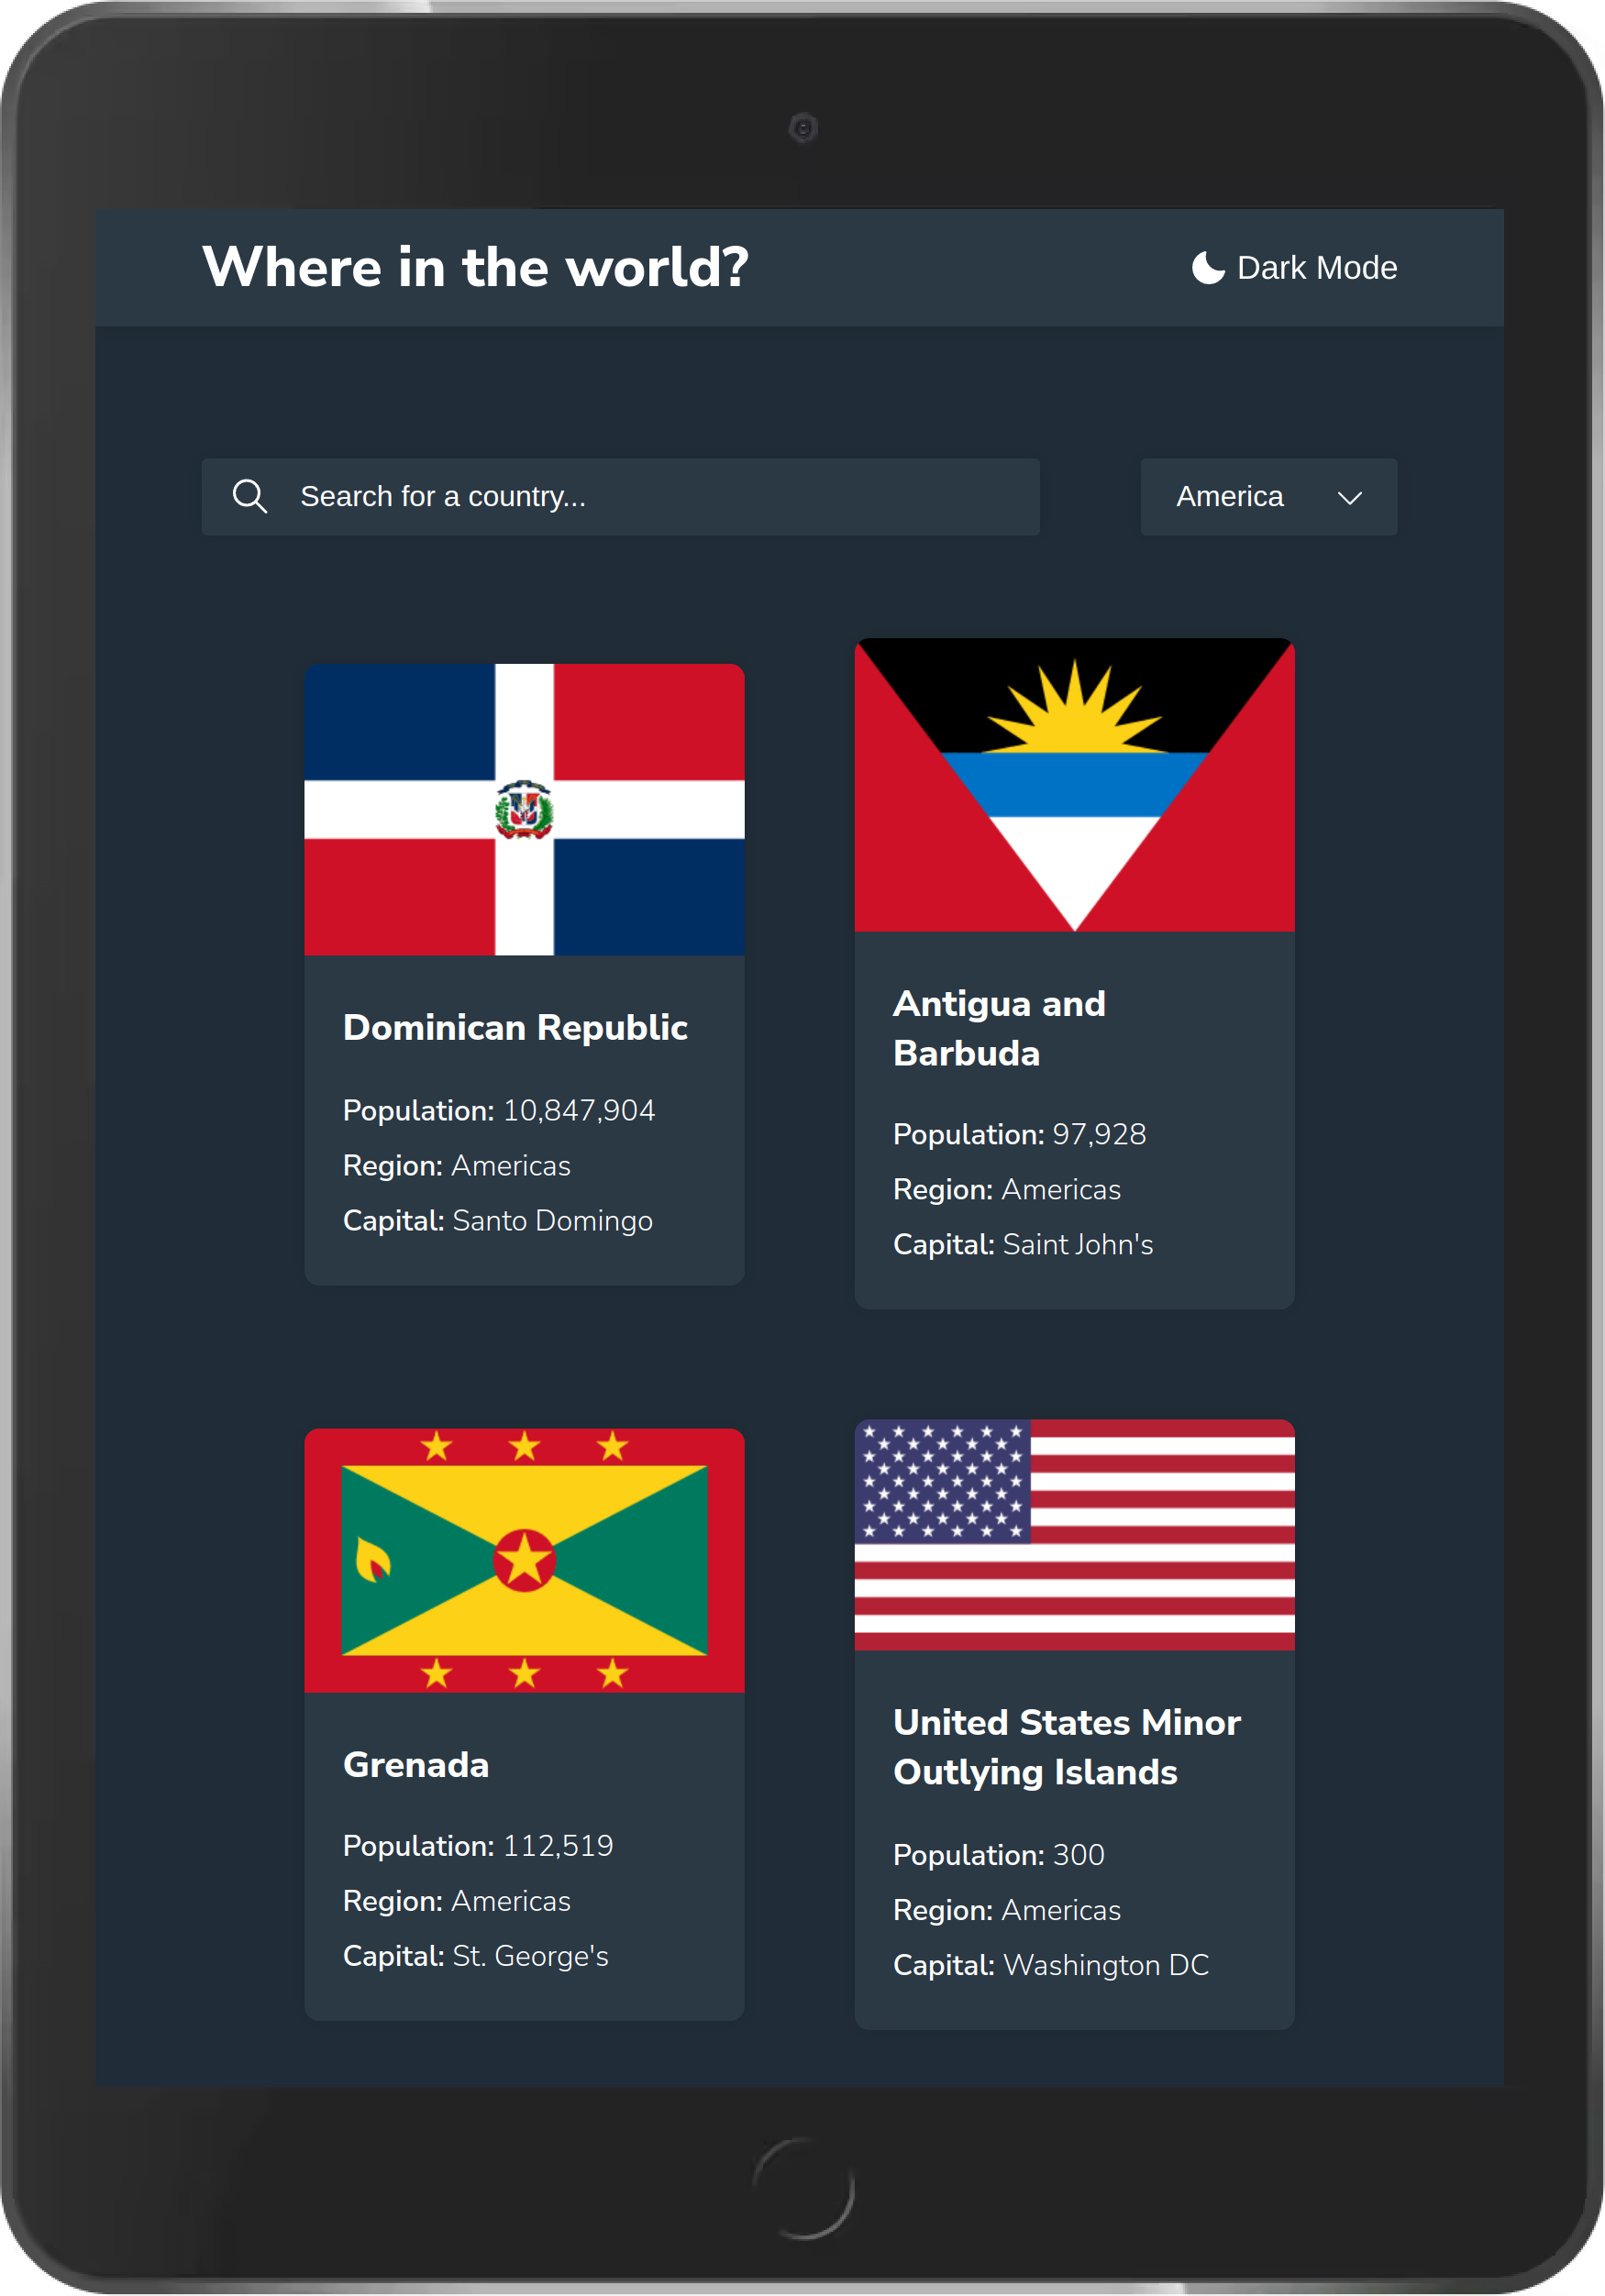 Where in the world?
Dark Mode
Search for a country...
America
Dominican Republic
Population: 10,847,904
Region: Americas
Capital: Santo Domingo
Antigua and
Barbuda
Population: 97,928
Region: Americas
Capital: Saint John's
Grenada
Population: 112,519
Region: Americas
Capital: St. George's
United States Minor
Outlying Islands
Population: 300
Region: Americas
Capital: Washington DC